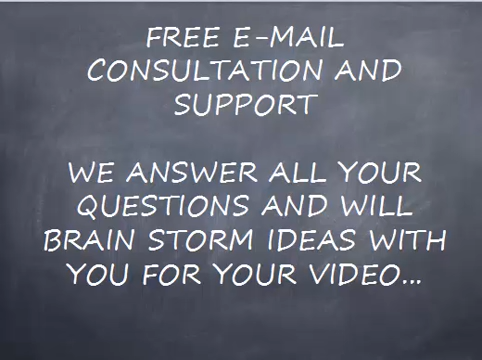 FREE E-MAIL
CONSULTATION AND
SUPPORT
WE ANSWER ALL YOUR
QUESTIONS AND WILL
BRAIN STORM IDEAS WITH
YOU FOR YOUR VIDEO...